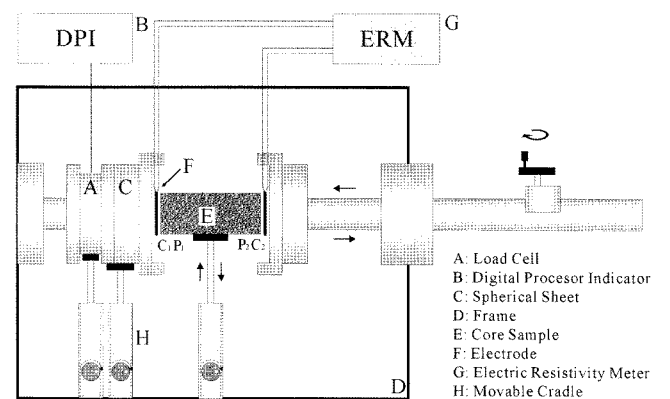 B
G
DPI
ERM
F
A
C
E
C₁P₁
P₂C₂
H
D
A: Load Cell
B: Digital Procesor Indicator
C: Spherical Sheet
D: Frame
E: Core Sample
F: Electrode
G: Electric Resistivity Meter
H: Movable Cradle